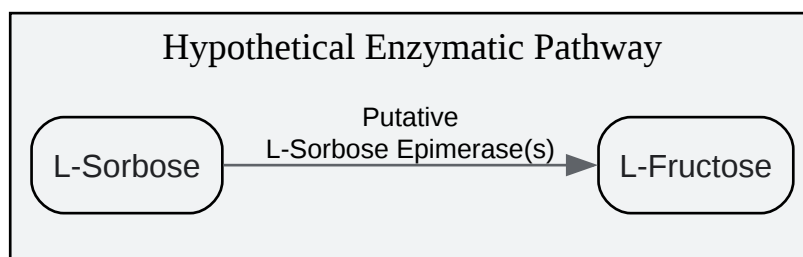 Hypothetical Enzymatic Pathway
Putative
L-Sorbose Epimerase(s)
L-Sorbose
L-Fructose